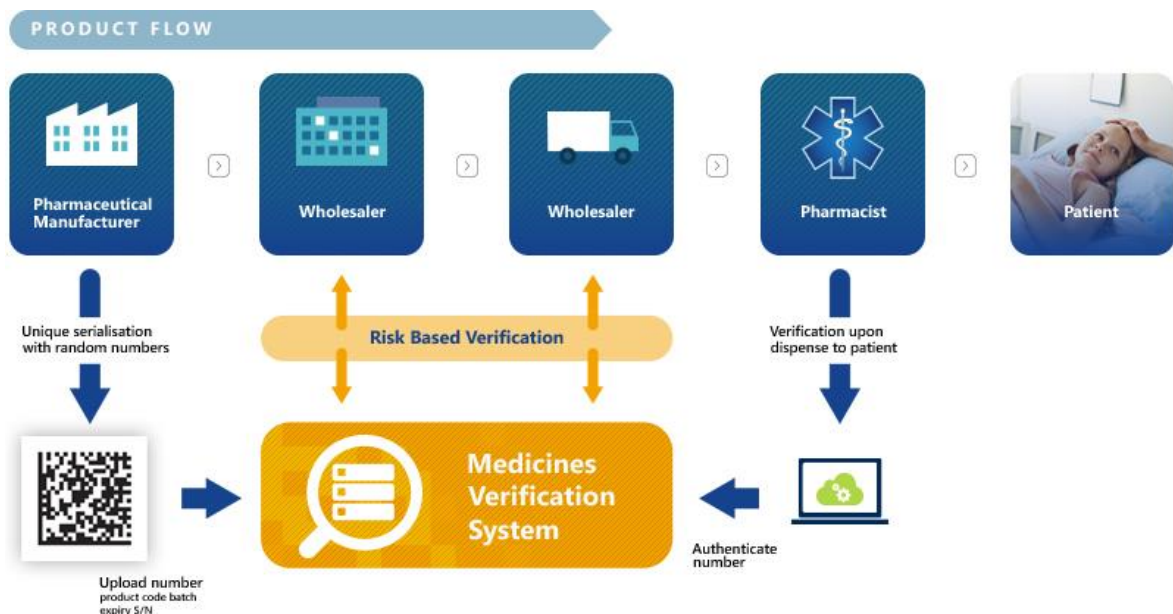 PRODUCT FLOW
Pharmaceutical
Manufacturer
Wholesaler
Wholesaler
Pharmacist
Patient
Unique serialisation
with random numbers
Risk Based Verification
Verification upon
dispense to patient
Medicines
Verification
System
Upload number
product code batch
expiry S/N
Authenticate
number